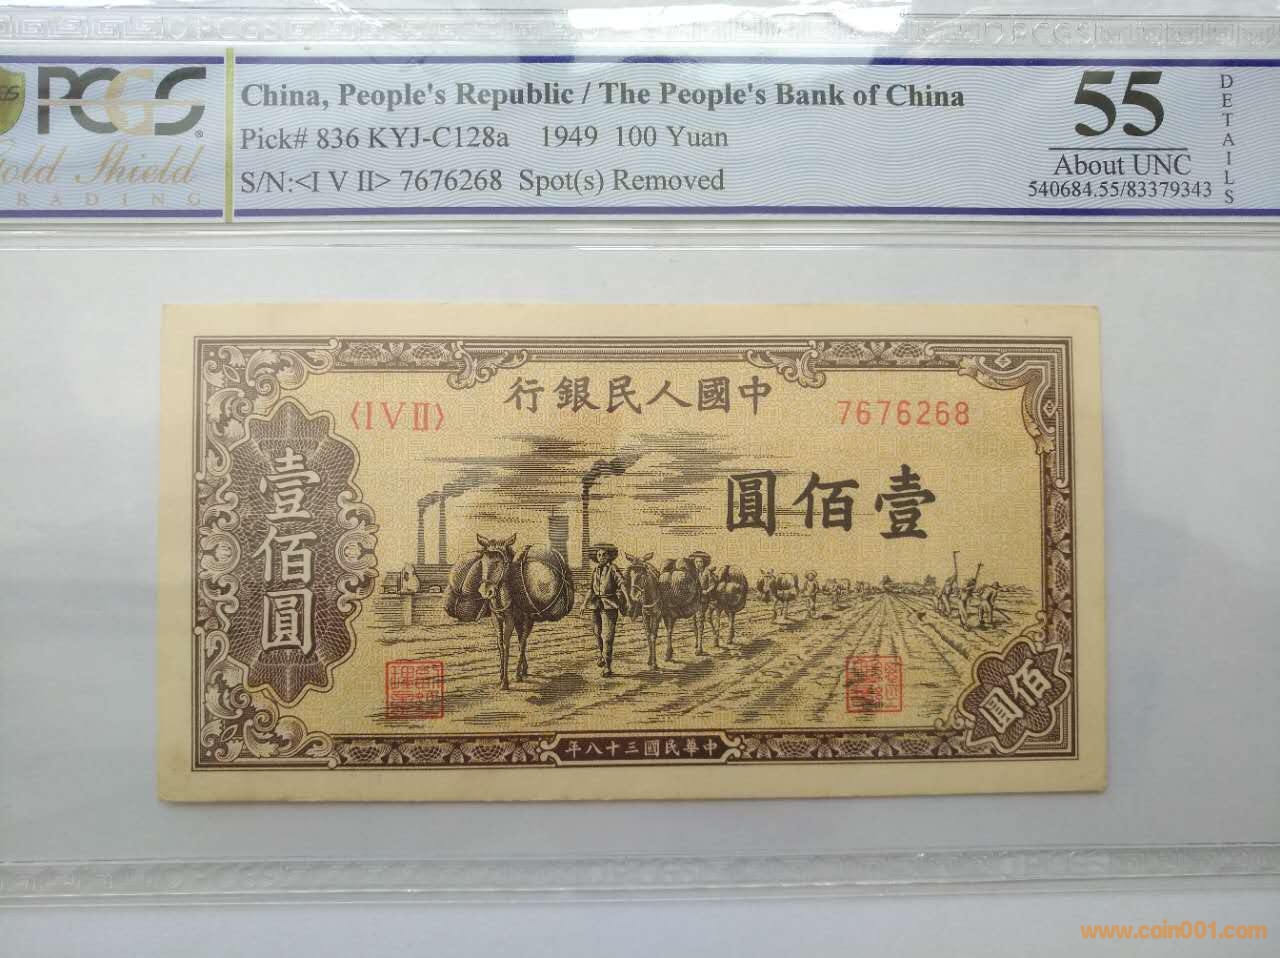 PCGS
Gold Shield
TRADING
China, People's Republic / The People's Bank of China
Pick# 836 KYJ-C128a 1949 100 Yuan
S/N:<I V II> 7676268 Spot(s) Removed
55
About UNC
540684.55/83379343
DETAILS
行銀民人國中
〈I V II〉
7676268
圓佰壹
壹佰圓
佰圓
年八十三國民華中
www.coin001.com